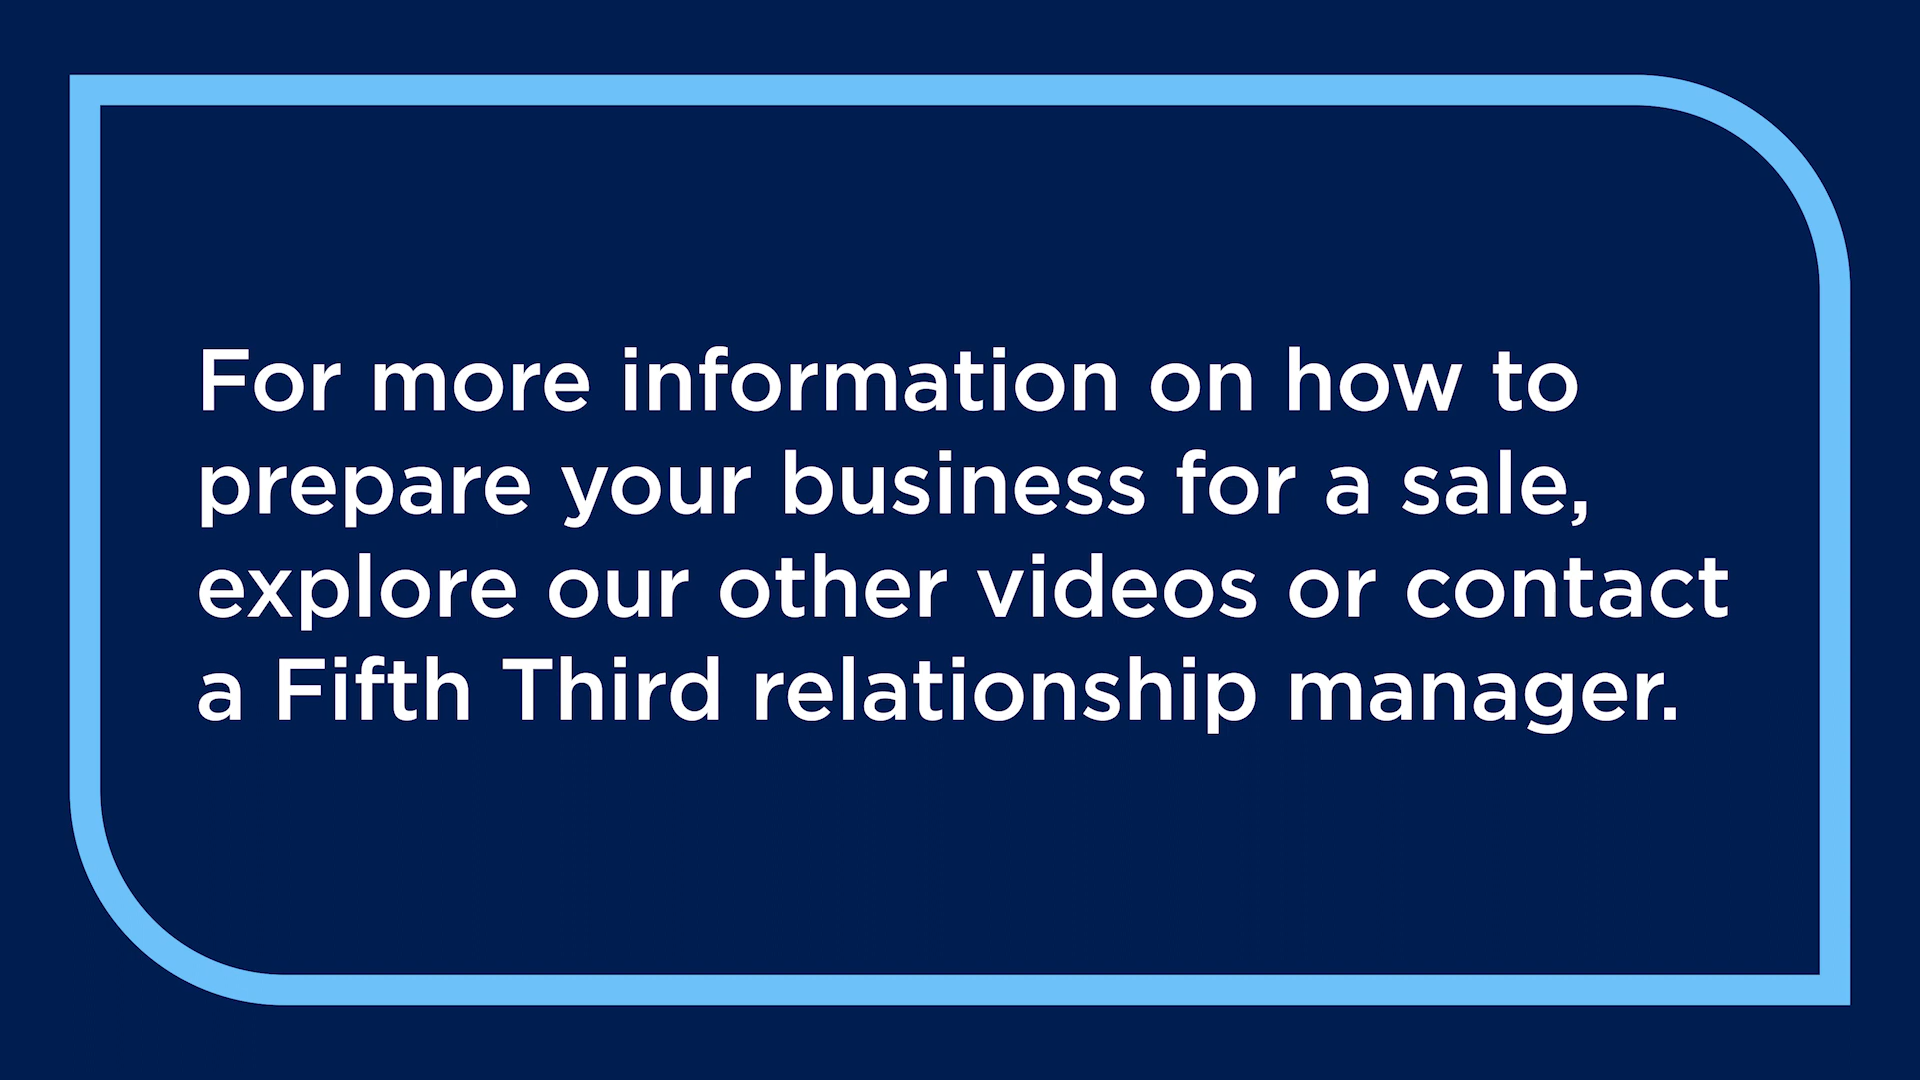 For more information on how to
prepare your business for a sale,
explore our other videos or contact
a Fifth Third relationship manager.